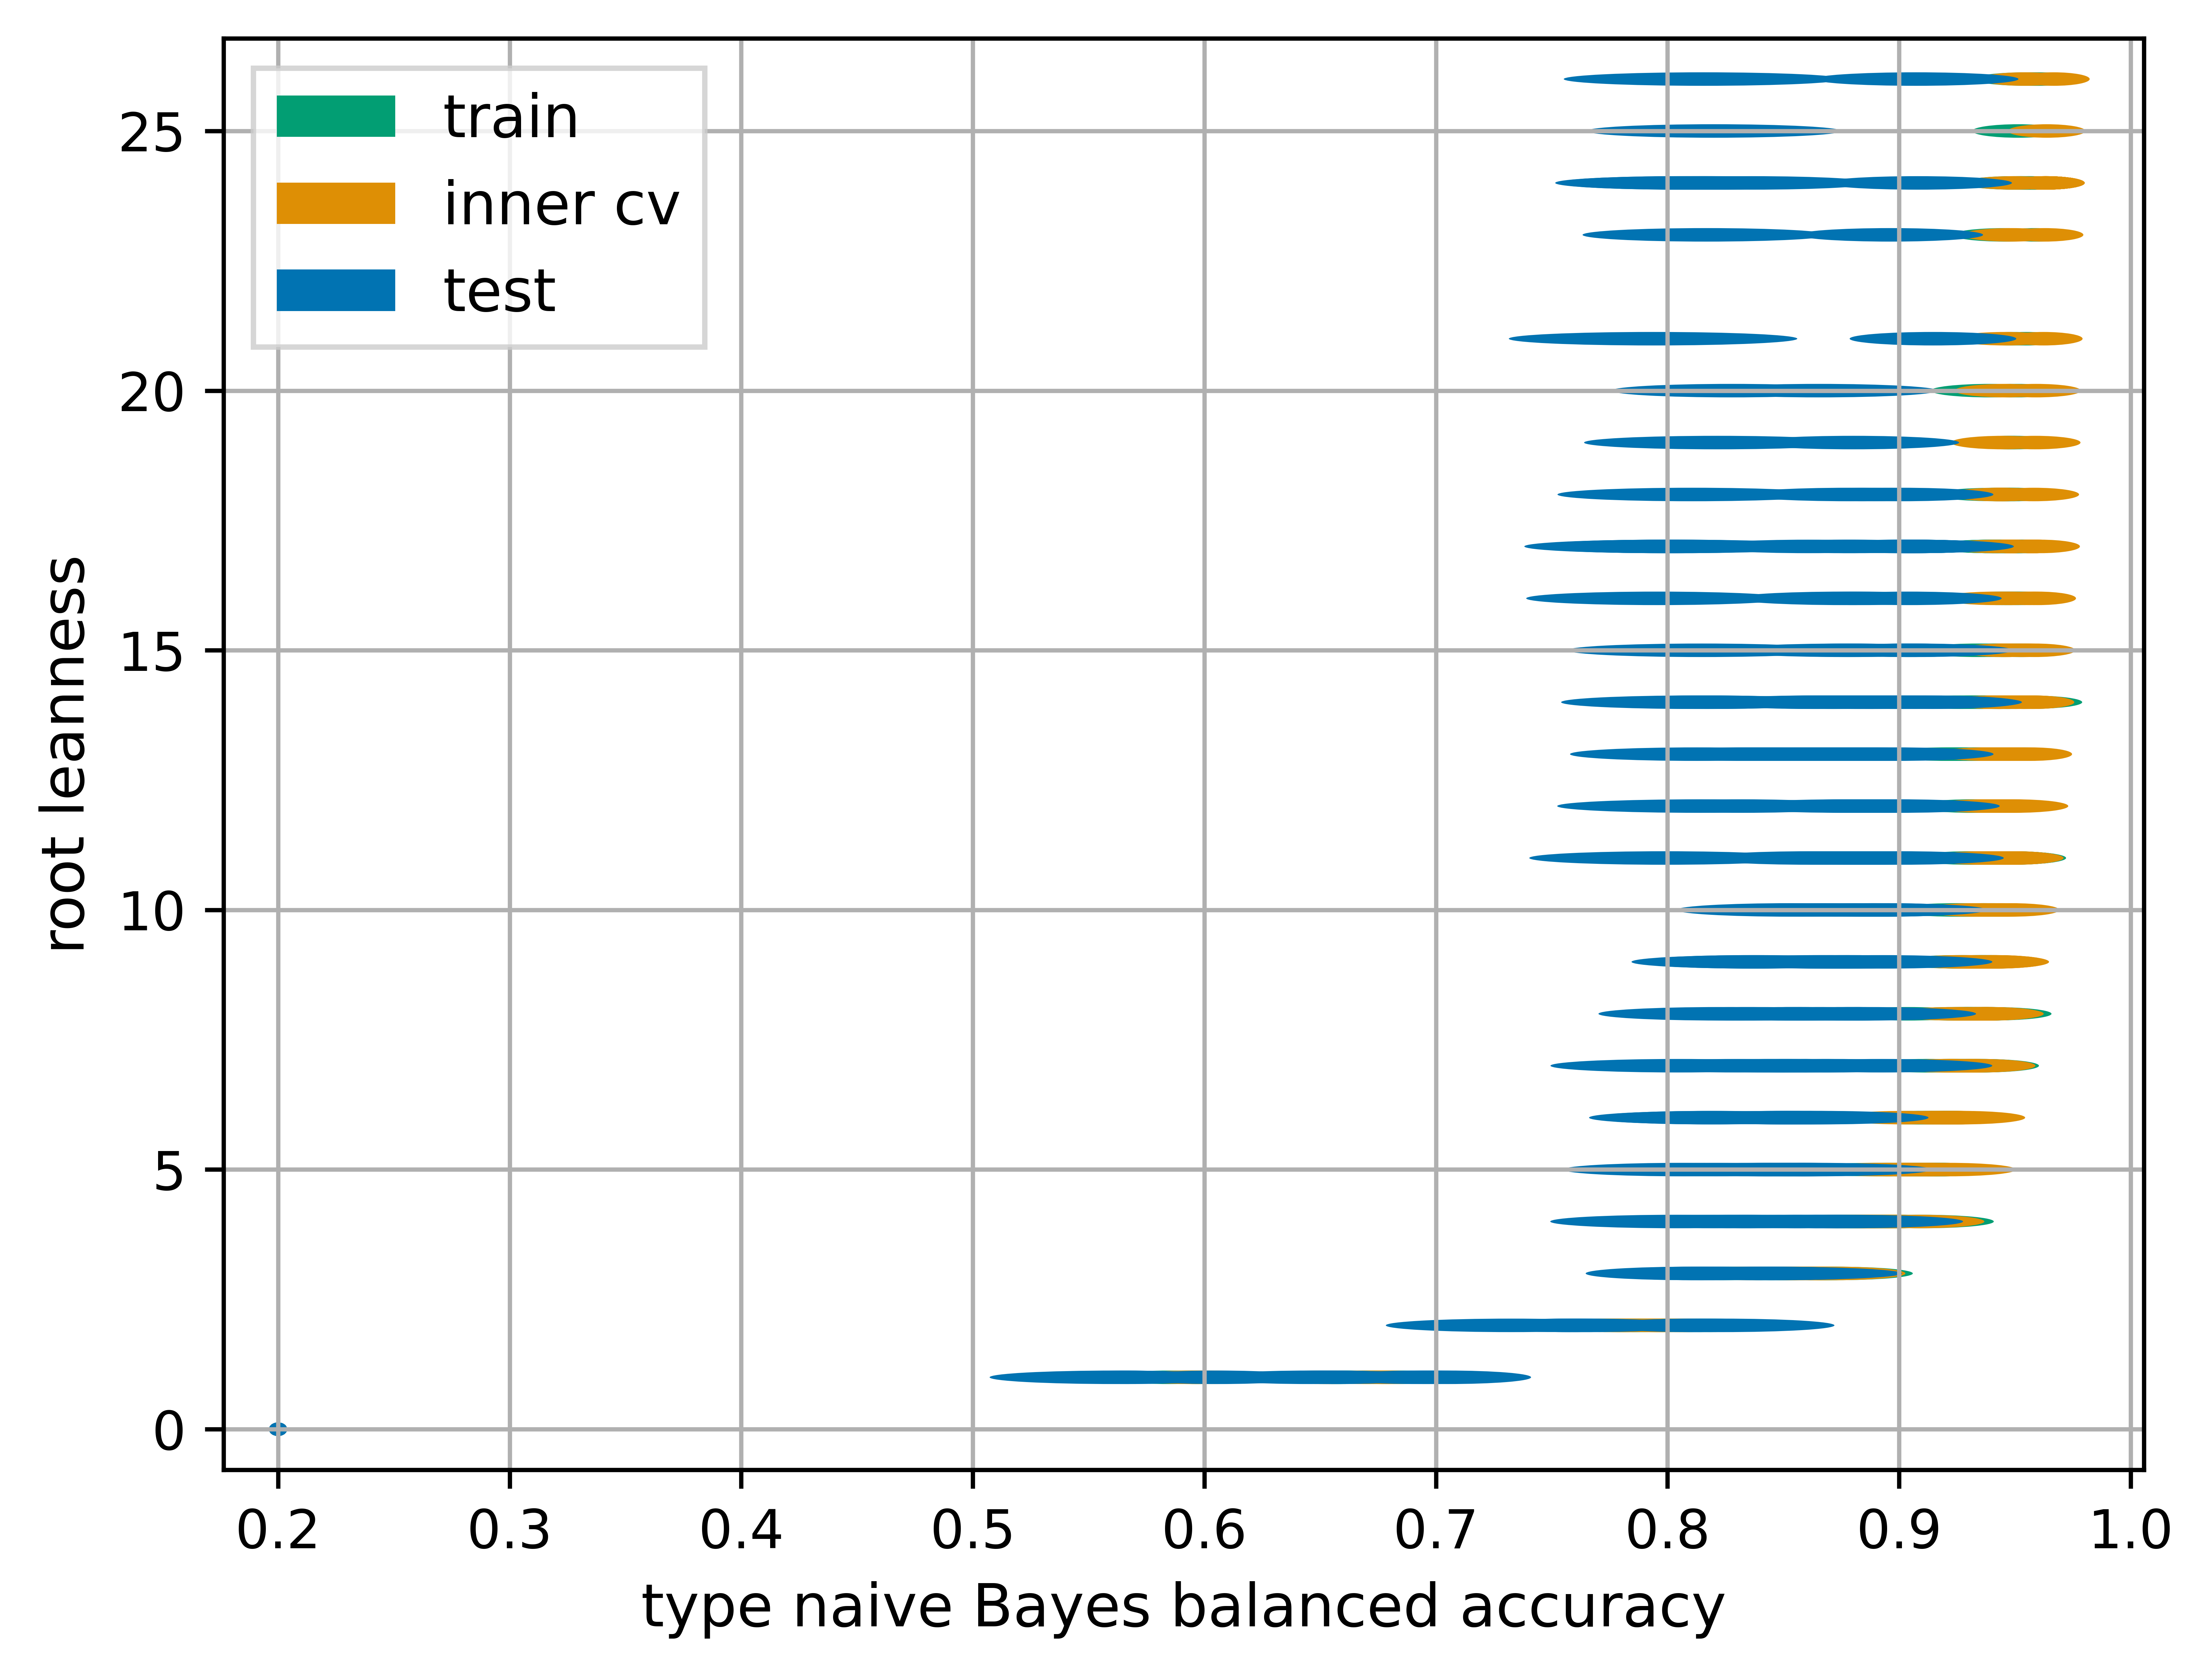 train
inner cv
test
root leanness
25
20
15
10
5
0
0.2 0.3 0.4 0.5 0.6 0.7 0.8 0.9 1.0
type naive Bayes balanced accuracy